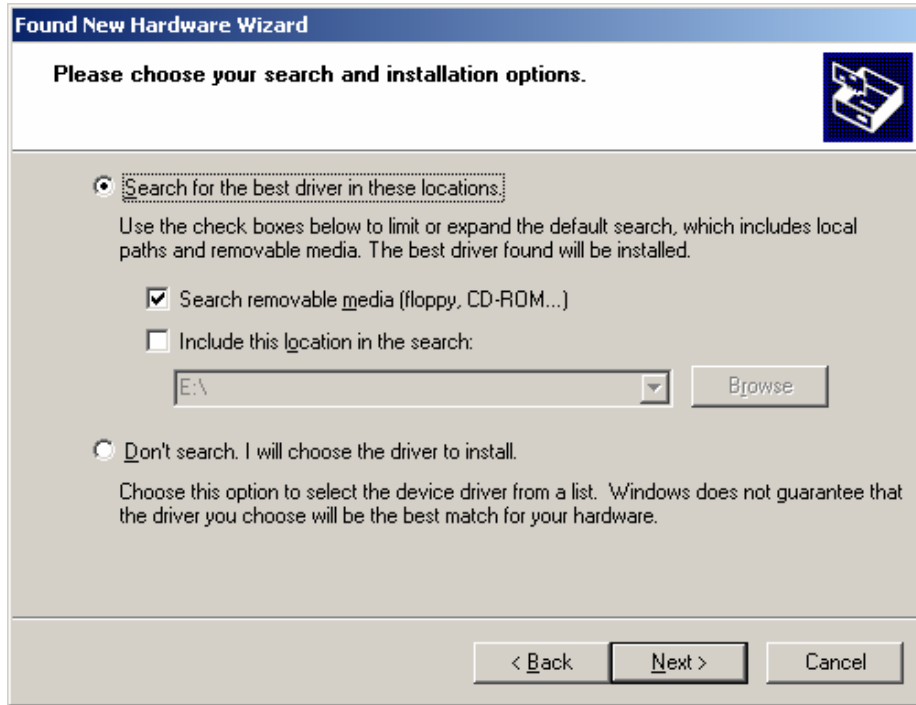 Found New Hardware Wizard
Please choose your search and installation options.
Search for the best driver in these locations.
Use the check boxes below to limit or expand the default search, which includes local
paths and removable media. The best driver found will be installed.
Search removable media (floppy, CD-ROM...)
Include this location in the search:
E:\
Browse
Don't search. I will choose the driver to install.
Choose this option to select the device driver from a list.  Windows does not guarantee that
the driver you choose will be the best match for your hardware.
< Back
Next >
Cancel